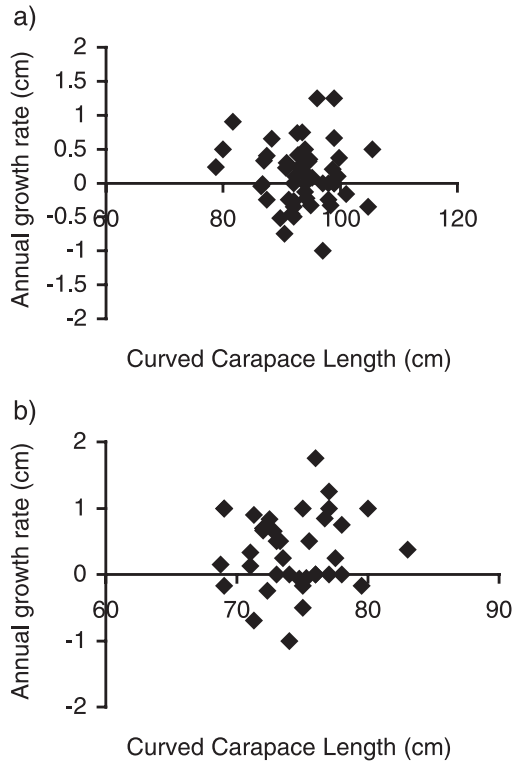 a)
Annual growth rate (cm)
2
1.5
1
0.5
0
-0.5
-1
-1.5
-2
60 80 100 120
Curved Carapace Length (cm)
b)
Annual growth rate (cm)
2
1
0
-1
-2
60 70 80 90
Curved Carapace Length (cm)